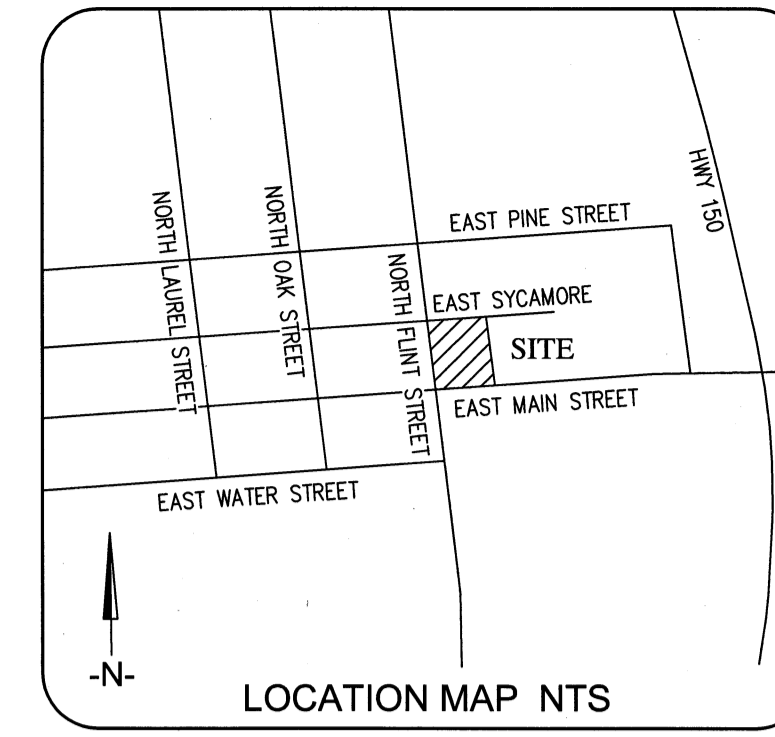 HWY 150
NORTH LAUREL STREET
NORTH OAK STREET
NORTH FLINT STREET
EAST PINE STREET
EAST SYCAMORE
SITE
EAST MAIN STREET
EAST WATER STREET
-N-
LOCATION MAP NTS